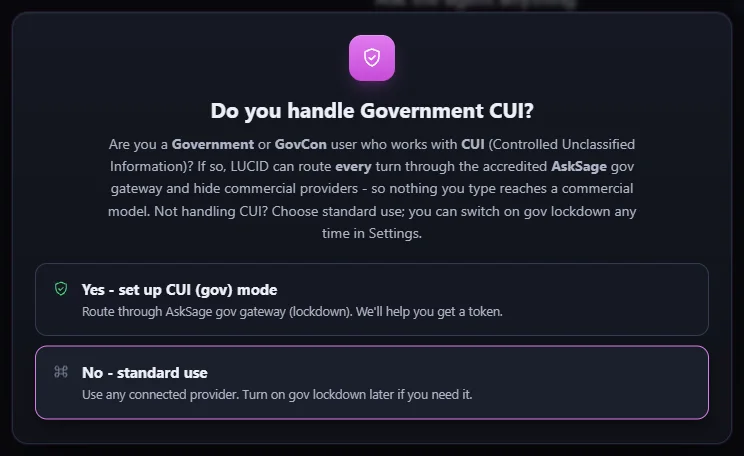 Do you handle Government CUI?
Are you a Government or GovCon user who works with CUI (Controlled Unclassified
Information)? If so, LUCID can route every turn through the accredited AskSage gov
gateway and hide commercial providers - so nothing you type reaches a commercial
model. Not handling CUI? Choose standard use; you can switch on gov lockdown any
time in Settings.
Yes - set up CUI (gov) mode
Route through AskSage gov gateway (lockdown). We'll help you get a token.
No - standard use
Use any connected provider. Turn on gov lockdown later if you need it.